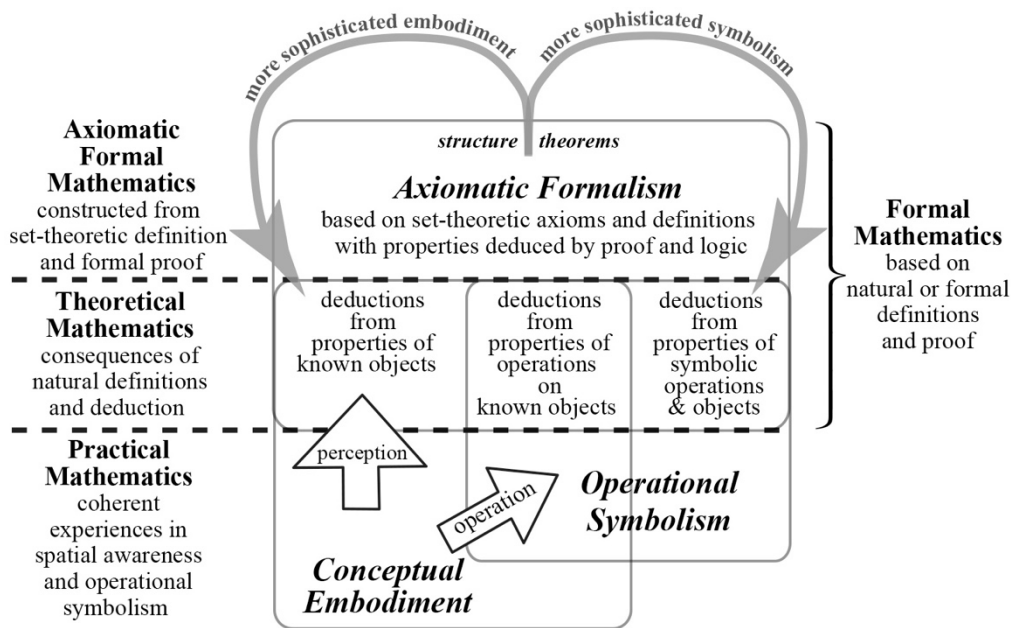 more sophisticated embodiment
more sophisticated symbolism
Axiomatic
Formal
Mathematics
constructed from
set-theoretic definition
and formal proof
structure theorems
Axiomatic Formalism
based on set-theoretic axioms and definitions
with properties deduced by proof and logic
Formal
Mathematics
based on
natural or formal
definitions
and proof
Theoretical
Mathematics
consequences of
natural definitions
and deduction
deductions
from
properties of
known objects
deductions
from
properties of
operations
on
known objects
deductions
from
properties of
symbolic
operations
& objects
Practical
Mathematics
coherent
experiences in
spatial awareness
and operational
symbolism
perception
operation
Operational
Symbolism
Conceptual
Embodiment